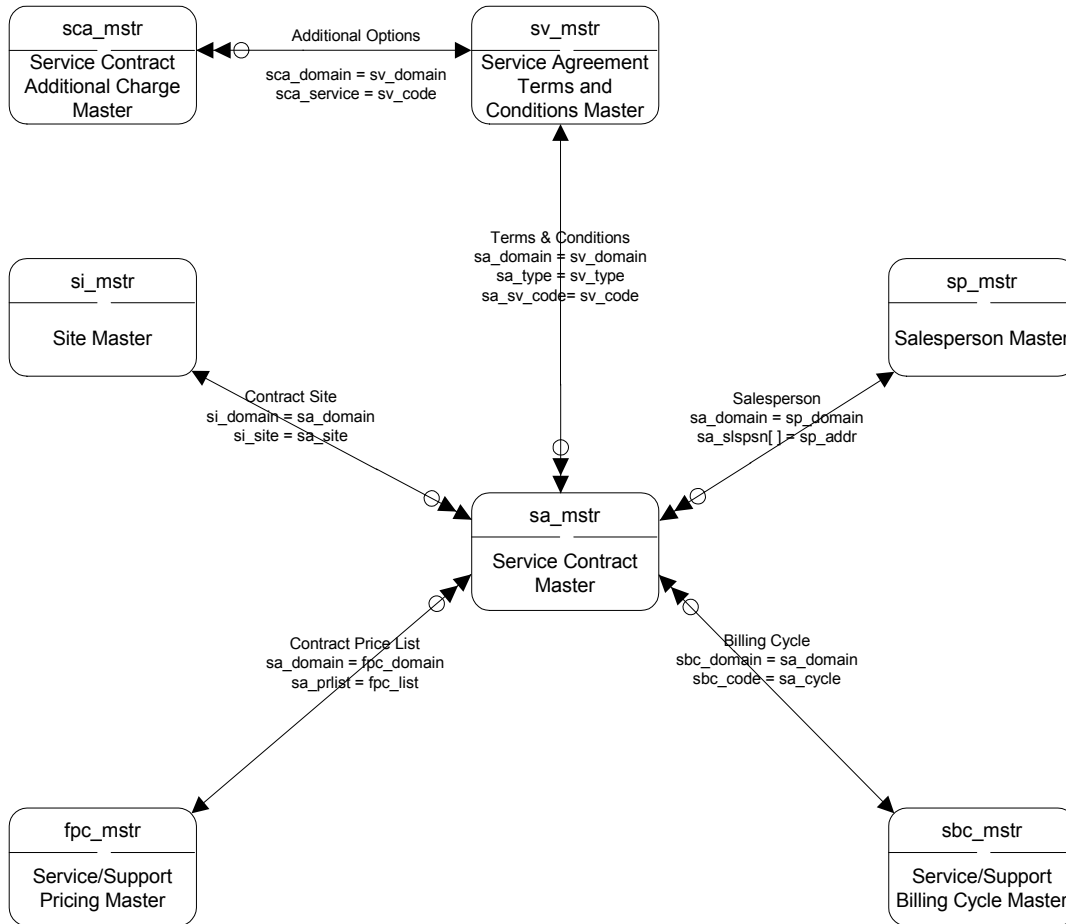 sca_mstr
Service Contract
Additional Charge
Master
Additional Options
sca_domain = sv_domain
sca_service = sv_code
sv_mstr
Service Agreement
Terms and
Conditions Master
Terms & Conditions
sa_domain = sv_domain
sa_type = sv_type
sa_sv_code= sv_code
si_mstr
Site Master
sp_mstr
Salesperson Master
Contract Site
si_domain = sa_domain
si_site = sa_site
Salesperson
sa_domain = sp_domain
sa_slspsn[ ] = sp_addr
sa_mstr
Service Contract
Master
Contract Price List
sa_domain = fpc_domain
sa_prlist = fpc_list
Billing Cycle
sbc_domain = sa_domain
sbc_code = sa_cycle
fpc_mstr
Service/Support
Pricing Master
sbc_mstr
Service/Support
Billing Cycle Master